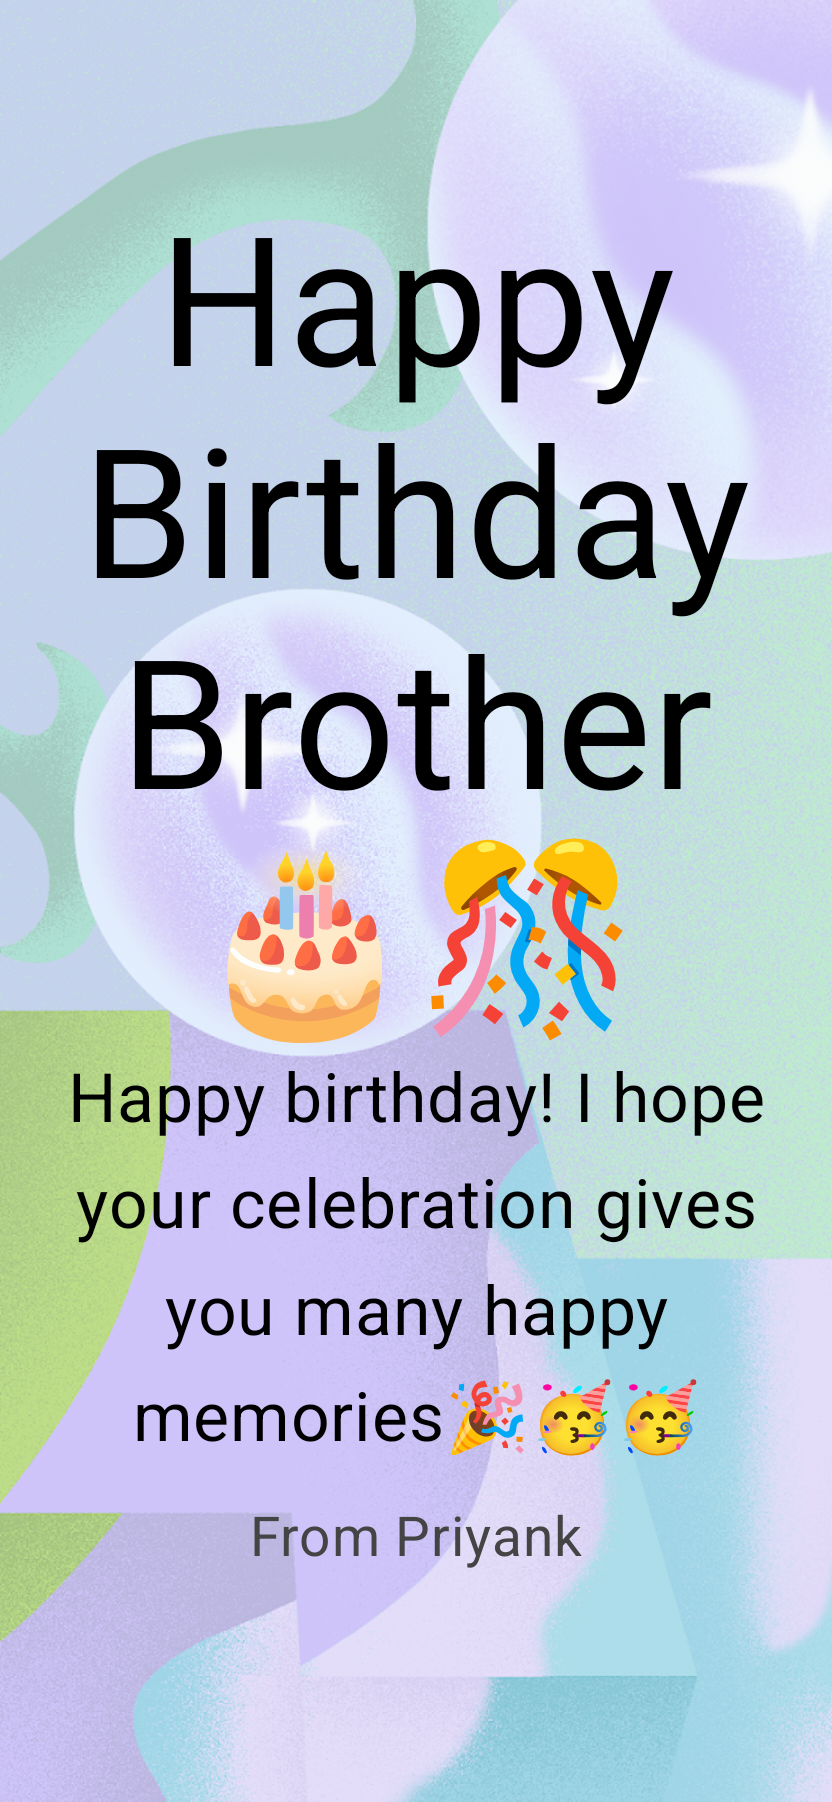 Happy
Birthday
Brother
🎂 🎊
Happy birthday! I hope
your celebration gives
you many happy
memories🎉🥳🥳
From Priyank